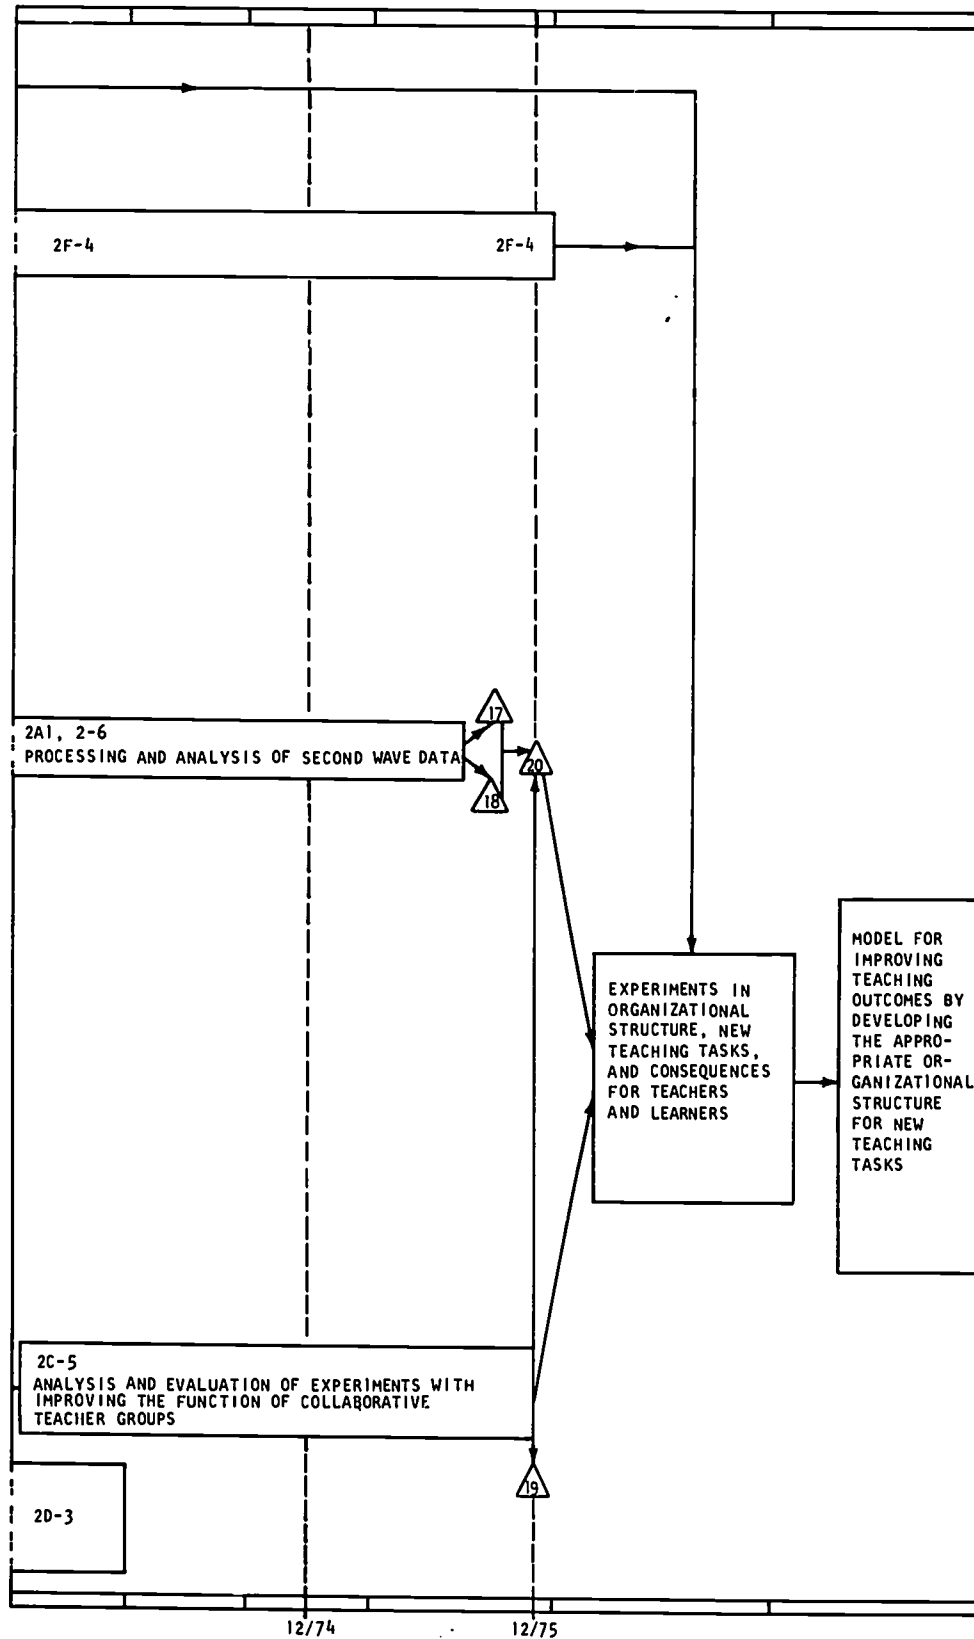 2F-4 2F-4
2A1, 2-6
PROCESSING AND ANALYSIS OF SECOND WAVE DATA
17
18
20
EXPERIMENTS IN
ORGANIZATIONAL
STRUCTURE, NEW
TEACHING TASKS,
AND CONSEQUENCES
FOR TEACHERS
AND LEARNERS
MODEL FOR
IMPROVING
TEACHING
OUTCOMES BY
DEVELOPING
THE APPRO-
PRIATE OR-
GANIZATIONAL
STRUCTURE
FOR NEW
TEACHING
TASKS
2C-5
ANALYSIS AND EVALUATION OF EXPERIMENTS WITH
IMPROVING THE FUNCTION OF COLLABORATIVE
TEACHER GROUPS
19
2D-3
12/74 12/75